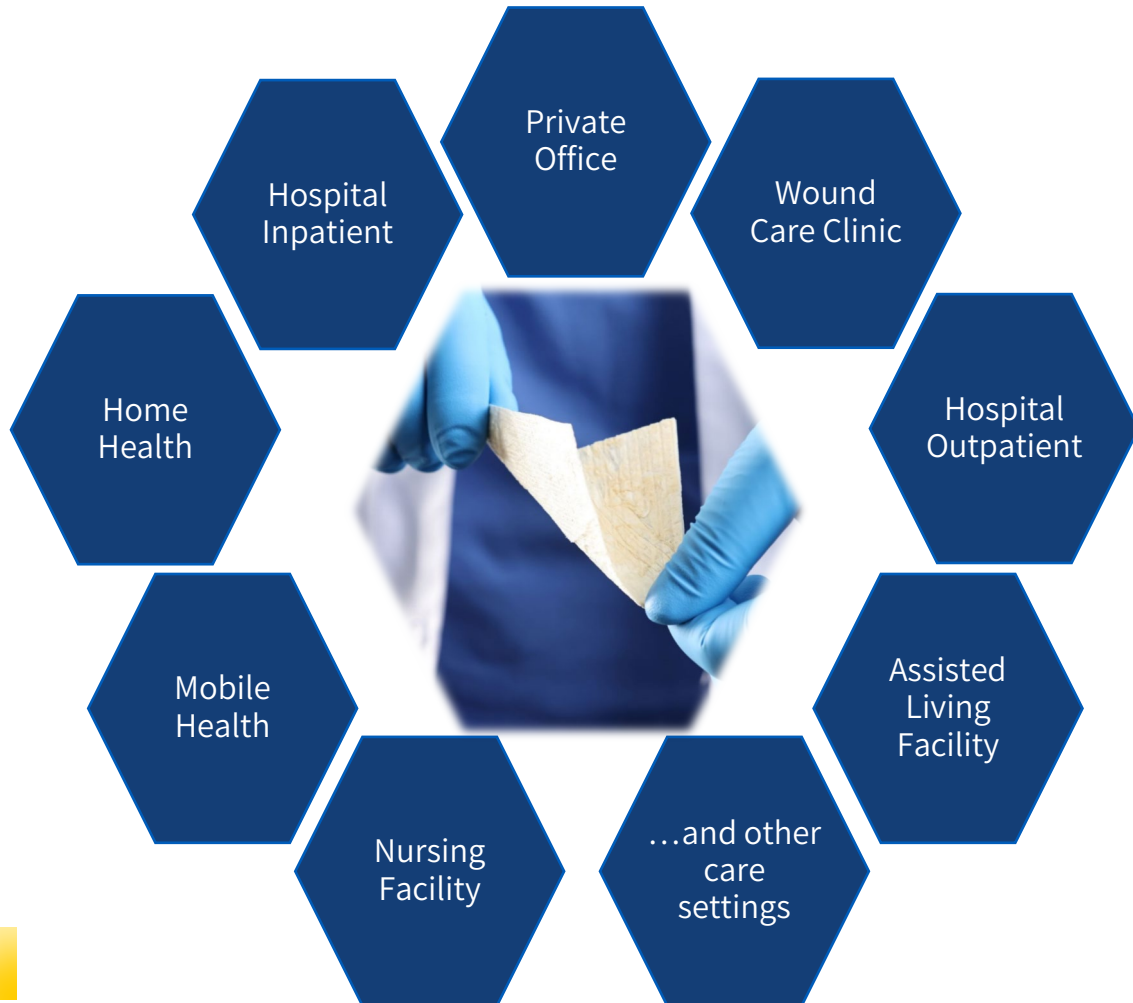 Private
Office
Wound
Care Clinic
Hospital
Outpatient
Assisted
Living
Facility
…and other
care
settings
Nursing
Facility
Mobile
Health
Home
Health
Hospital
Inpatient